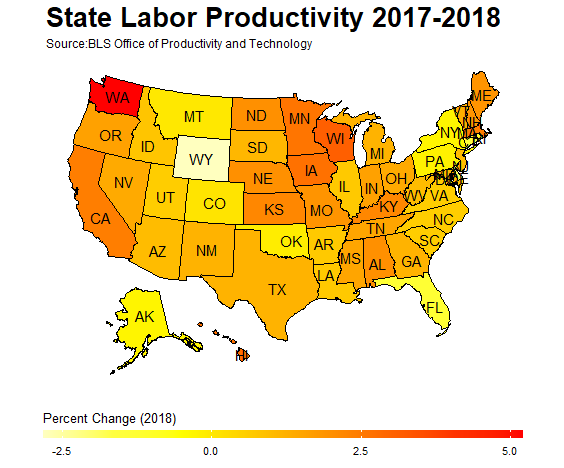 State Labor Productivity 2017-2018
Source:BLS Office of Productivity and Technology
WA
MT
ND
MN
ME
OR
ID
WY
SD
WI
MI
NY
PA
NV
UT
CO
NE
IA
IL
IN
OH
WV
VA
CA
KS
MO
KY
NC
AZ
NM
OK
AR
TN
SC
TX
LA
MS
AL
GA
FL
AK
HI
Percent Change (2018)
-2.5 0.0 2.5 5.0